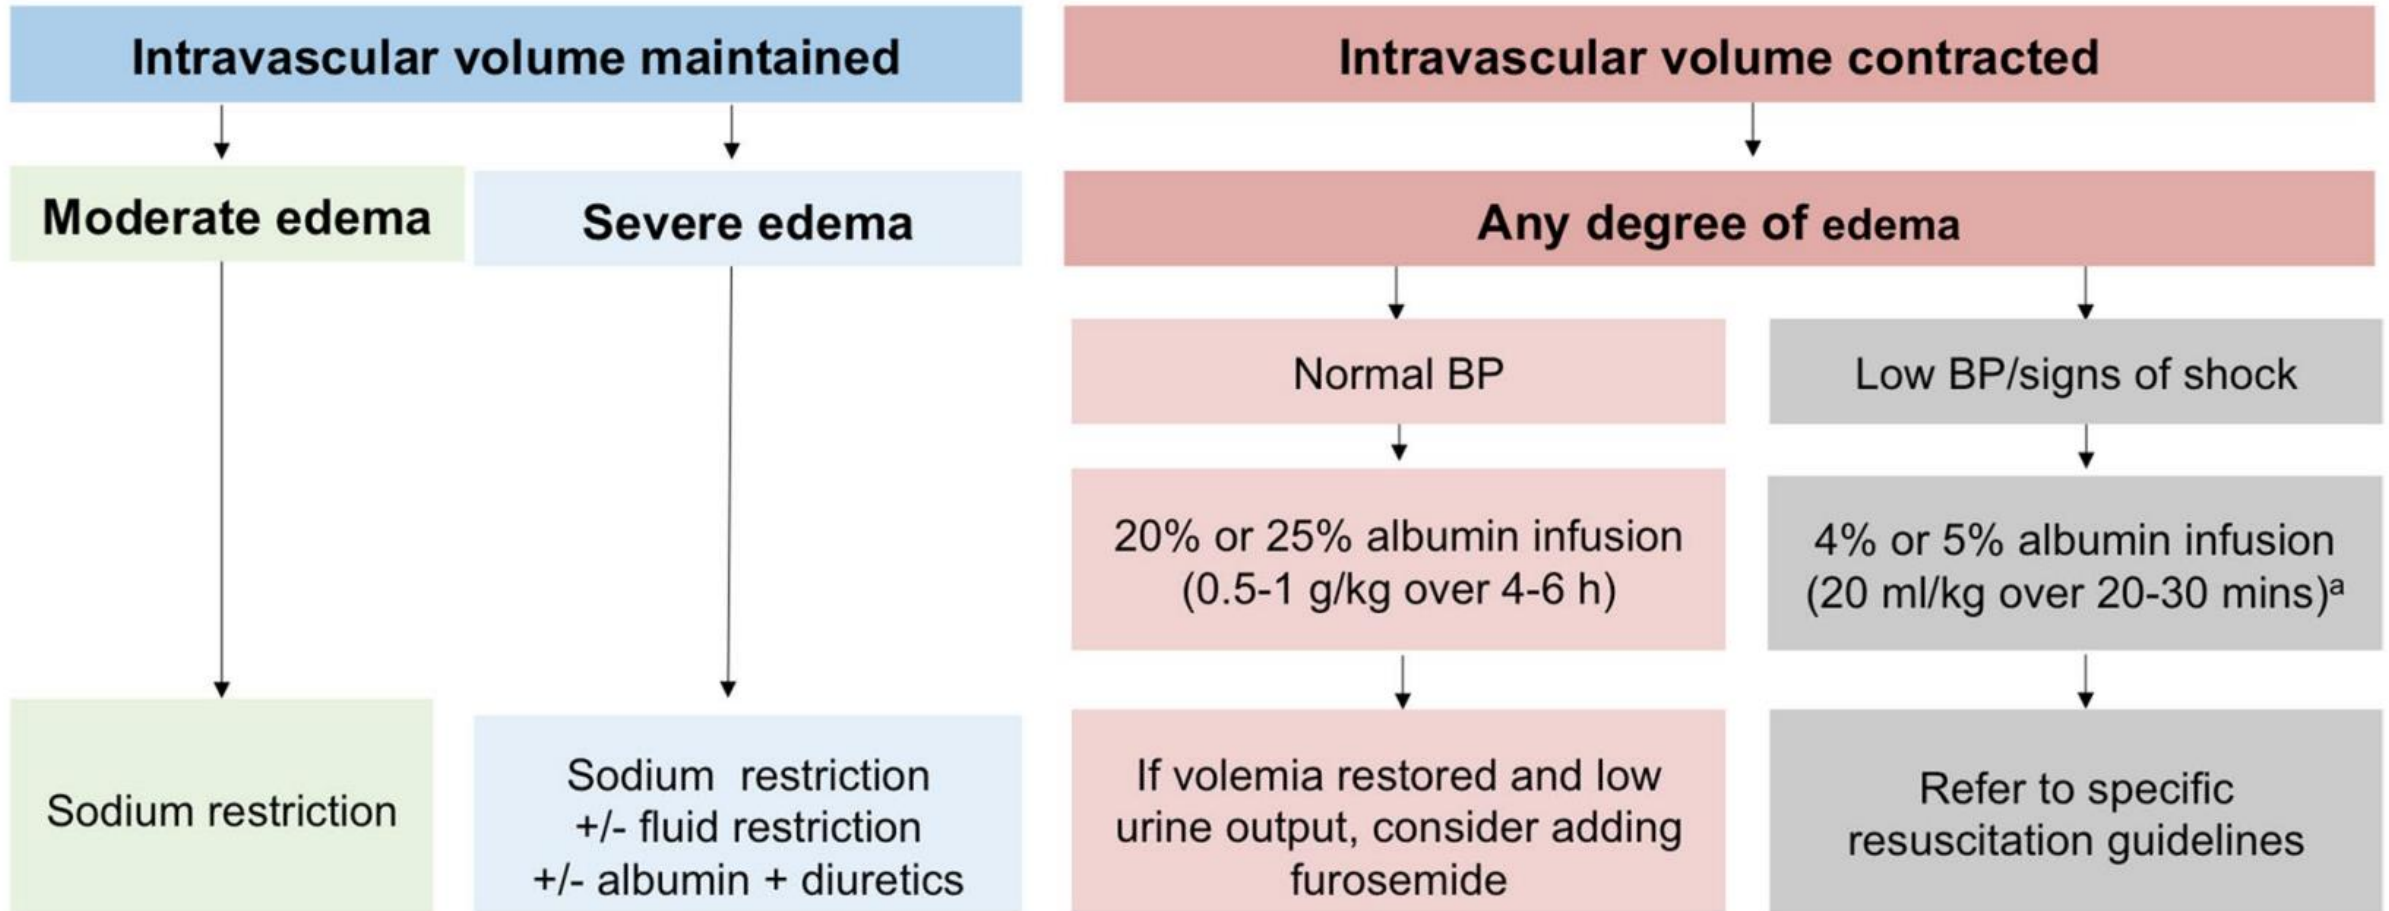 Intravascular volume maintained
Intravascular volume contracted
Moderate edema
Severe edema
Any degree of edema
Normal BP
Low BP/signs of shock
20% or 25% albumin infusion
(0.5-1 g/kg over 4-6 h)
4% or 5% albumin infusion
(20 ml/kg over 20-30 mins)ᵃ
Sodium restriction
Sodium restriction
+/- fluid restriction
+/- albumin + diuretics
If volemia restored and low
urine output, consider adding
furosemide
Refer to specific
resuscitation guidelines